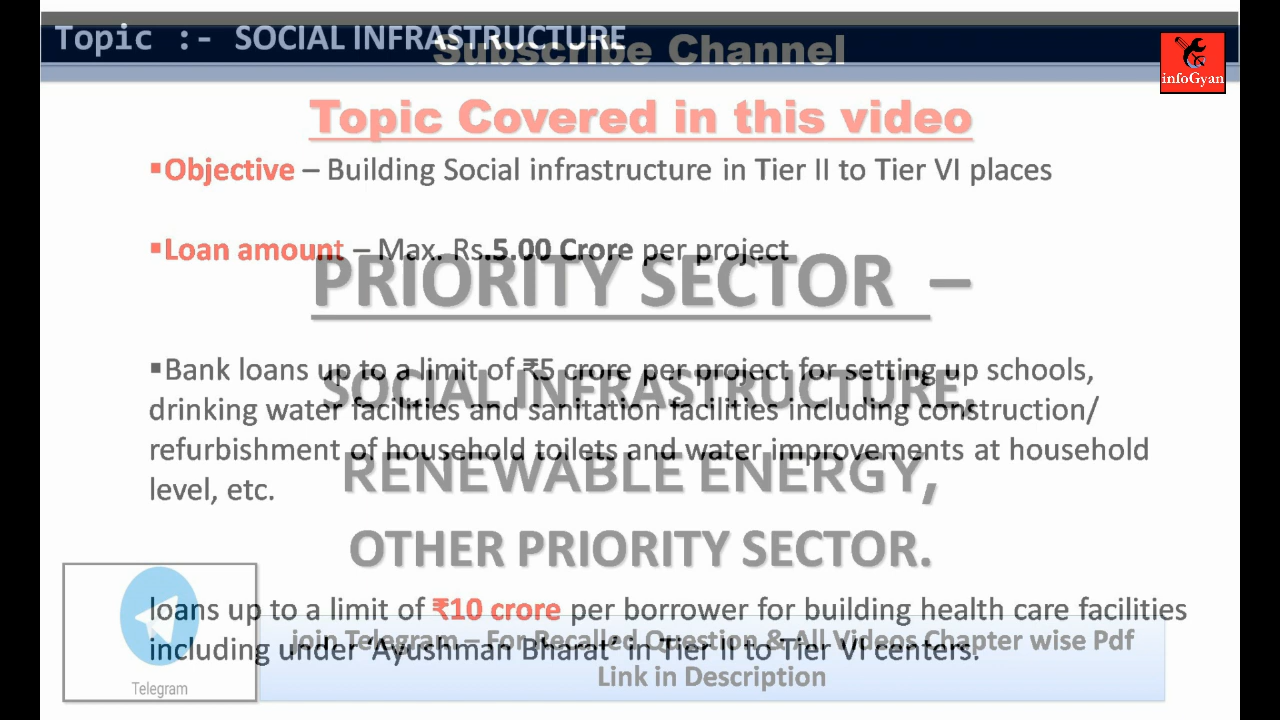 Topic :- SOCIAL INFRASTRUCTURE
Subscribe Channel
infoGyan
Topic Covered in this video
▪Objective – Building Social infrastructure in Tier II to Tier VI places
▪Loan amount – Max. Rs.5.00 Crore per project
PRIORITY SECTOR –
▪Bank loans up to a limit of ₹5 crore per project for setting up schools,
SOCIAL INFRASTRUCTURE,
drinking water facilities and sanitation facilities including construction/
refurbishment of household toilets and water improvements at household
RENEWABLE ENERGY,
level, etc.
OTHER PRIORITY SECTOR.
loans up to a limit of ₹10 crore per borrower for building health care facilities
join Telegram – For Recalled Question & All Videos Chapter wise Pdf
including under ‘Ayushman Bharat’ in Tier II to Tier VI centers.
Link in Description
Telegram